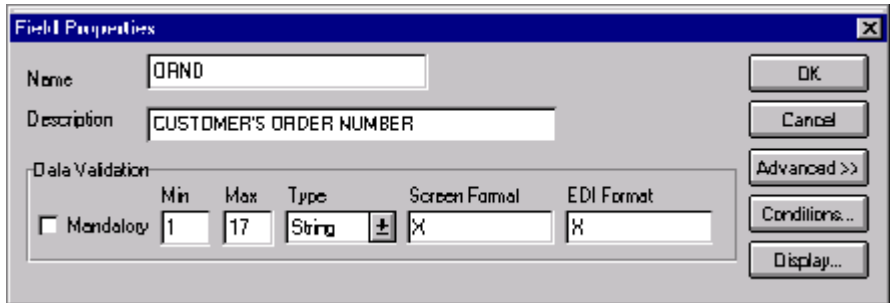 Field Properties
Name
ORNO
OK
Description
CUSTOMER'S ORDER NUMBER
Cancel
Data Validation
Advanced >>
Min Max Type Screen Format EDI Format
Mandatory 1 17 String X X
Conditions...
Display...